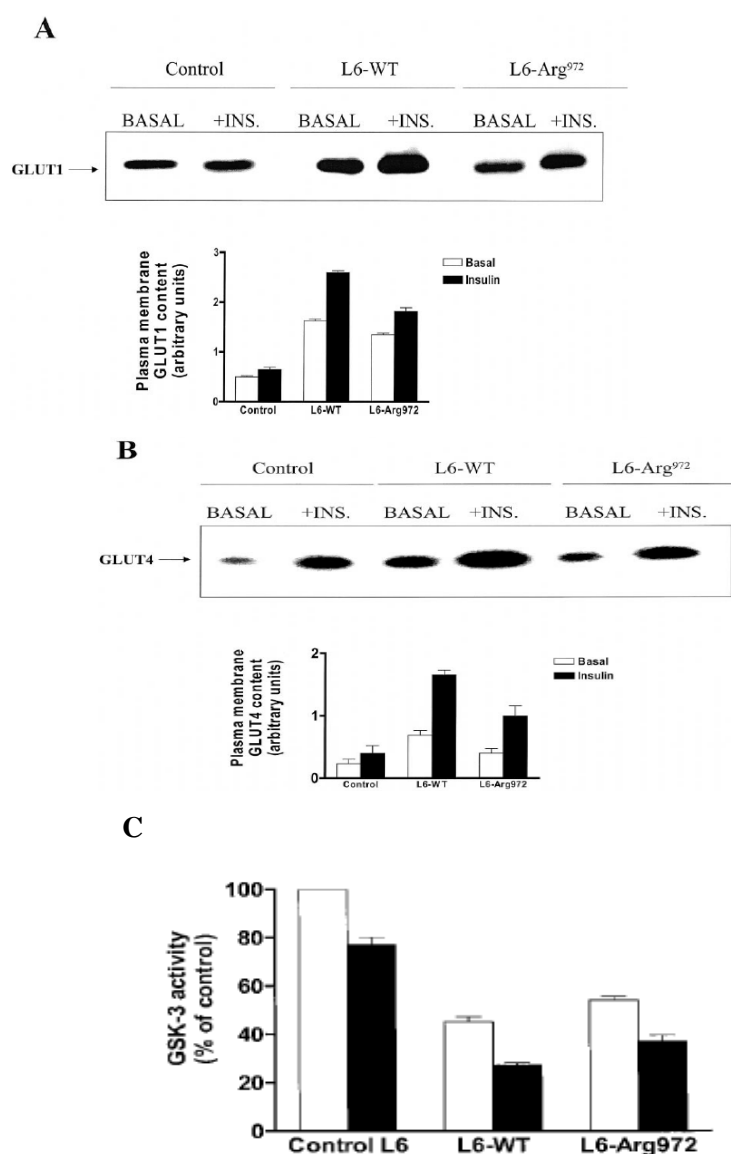 A
Control L6-WT L6-Arg⁹⁷²
BASAL +INS. BASAL +INS. BASAL +INS.
GLUT1
Plasma membrane
GLUT1 content
(arbitrary units)
3
2
1
0
Basal
Insulin
Control L6-WT L6-Arg972
B
Control L6-WT L6-Arg⁹⁷²
BASAL +INS. BASAL +INS. BASAL +INS.
GLUT4
Plasma membrane
GLUT4 content
(arbitrary units)
2
1
0
Basal
Insulin
Control L6-WT L6-Arg972
C
GSK-3 activity
(% of control)
100
80
60
40
20
0
Control L6 L6-WT L6-Arg972